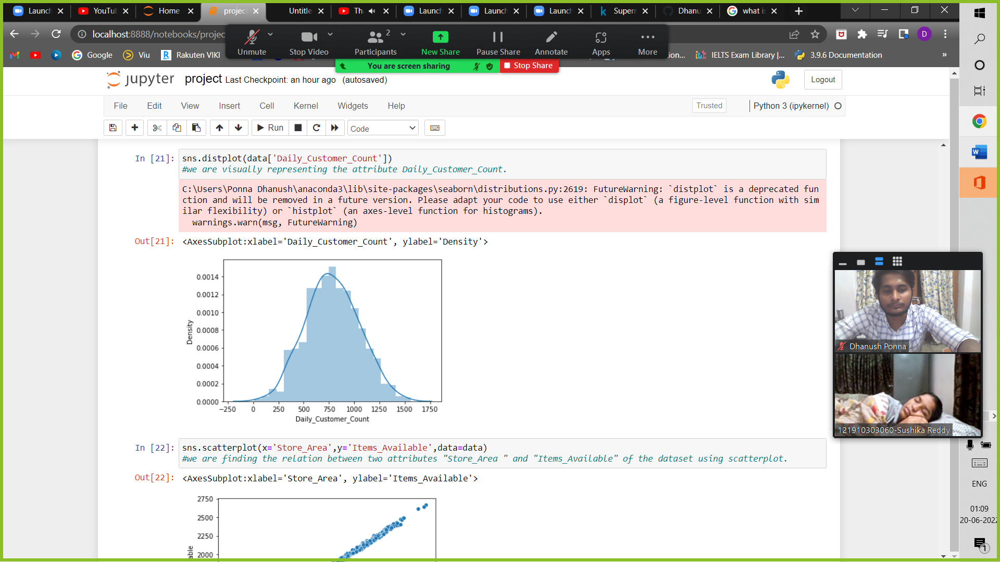 Launch
YouTu
Home
projec
Untitle
Th
Launch
Launch
Launch
Superm
Dhanu
what is
localhost:8888/notebooks/projec
D
Unmute
Stop Video
2
Participants
New Share
Pause Share
Annotate
Apps
More
Google
Viu
Rakuten VIKI
ion...
IELTS Exam Library |...
3.9.6 Documentation
»
You are screen sharing
Stop Share
jupyter project Last Checkpoint: an hour ago (autosaved)
Logout
File Edit View Insert Cell Kernel Widgets Help
Trusted
Python 3 (ipykernel)
Run
Code
In [21]: sns.distplot(data['Daily_Customer_Count'])
#we are visually representing the attribute Daily_Customer_Count.
C:\Users\Ponna Dhanush\anaconda3\lib\site-packages\seaborn\distributions.py:2619: FutureWarning: `distplot` is a deprecated fun
ction and will be removed in a future version. Please adapt your code to use either `displot` (a figure-level function with sim
ilar flexibility) or `histplot` (an axes-level function for histograms).
warnings.warn(msg, FutureWarning)
Out[21]: <AxesSubplot:xlabel='Daily_Customer_Count', ylabel='Density'>
0.0014
0.0012
0.0010
0.0008
0.0006
0.0004
0.0002
0.0000
Density
−250 0 250 500 750 1000 1250 1500 1750
Daily_Customer_Count
In [22]: sns.scatterplot(x='Store_Area',y='Items_Available',data=data)
#we are finding the relation between two attributes "Store_Area " and "Items_Available" of the dataset using scatterplot.
Out[22]: <AxesSubplot:xlabel='Store_Area', ylabel='Items_Available'>
2750
2500
2250
2000
able
Dhanush Ponna
121910303060-Sushika Reddy
ENG
01:09
20-06-2022
1